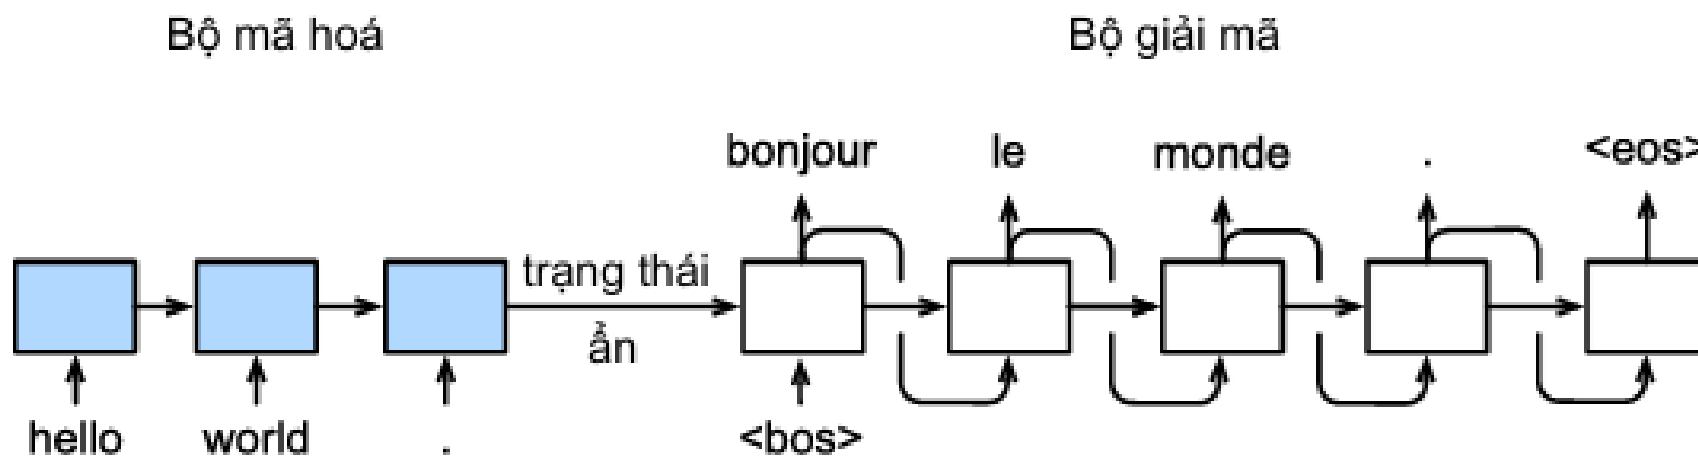 Bộ mã hoá Bộ giải mã
bonjour le monde . <eos>
trạng thái
ẩn
hello world . <bos>